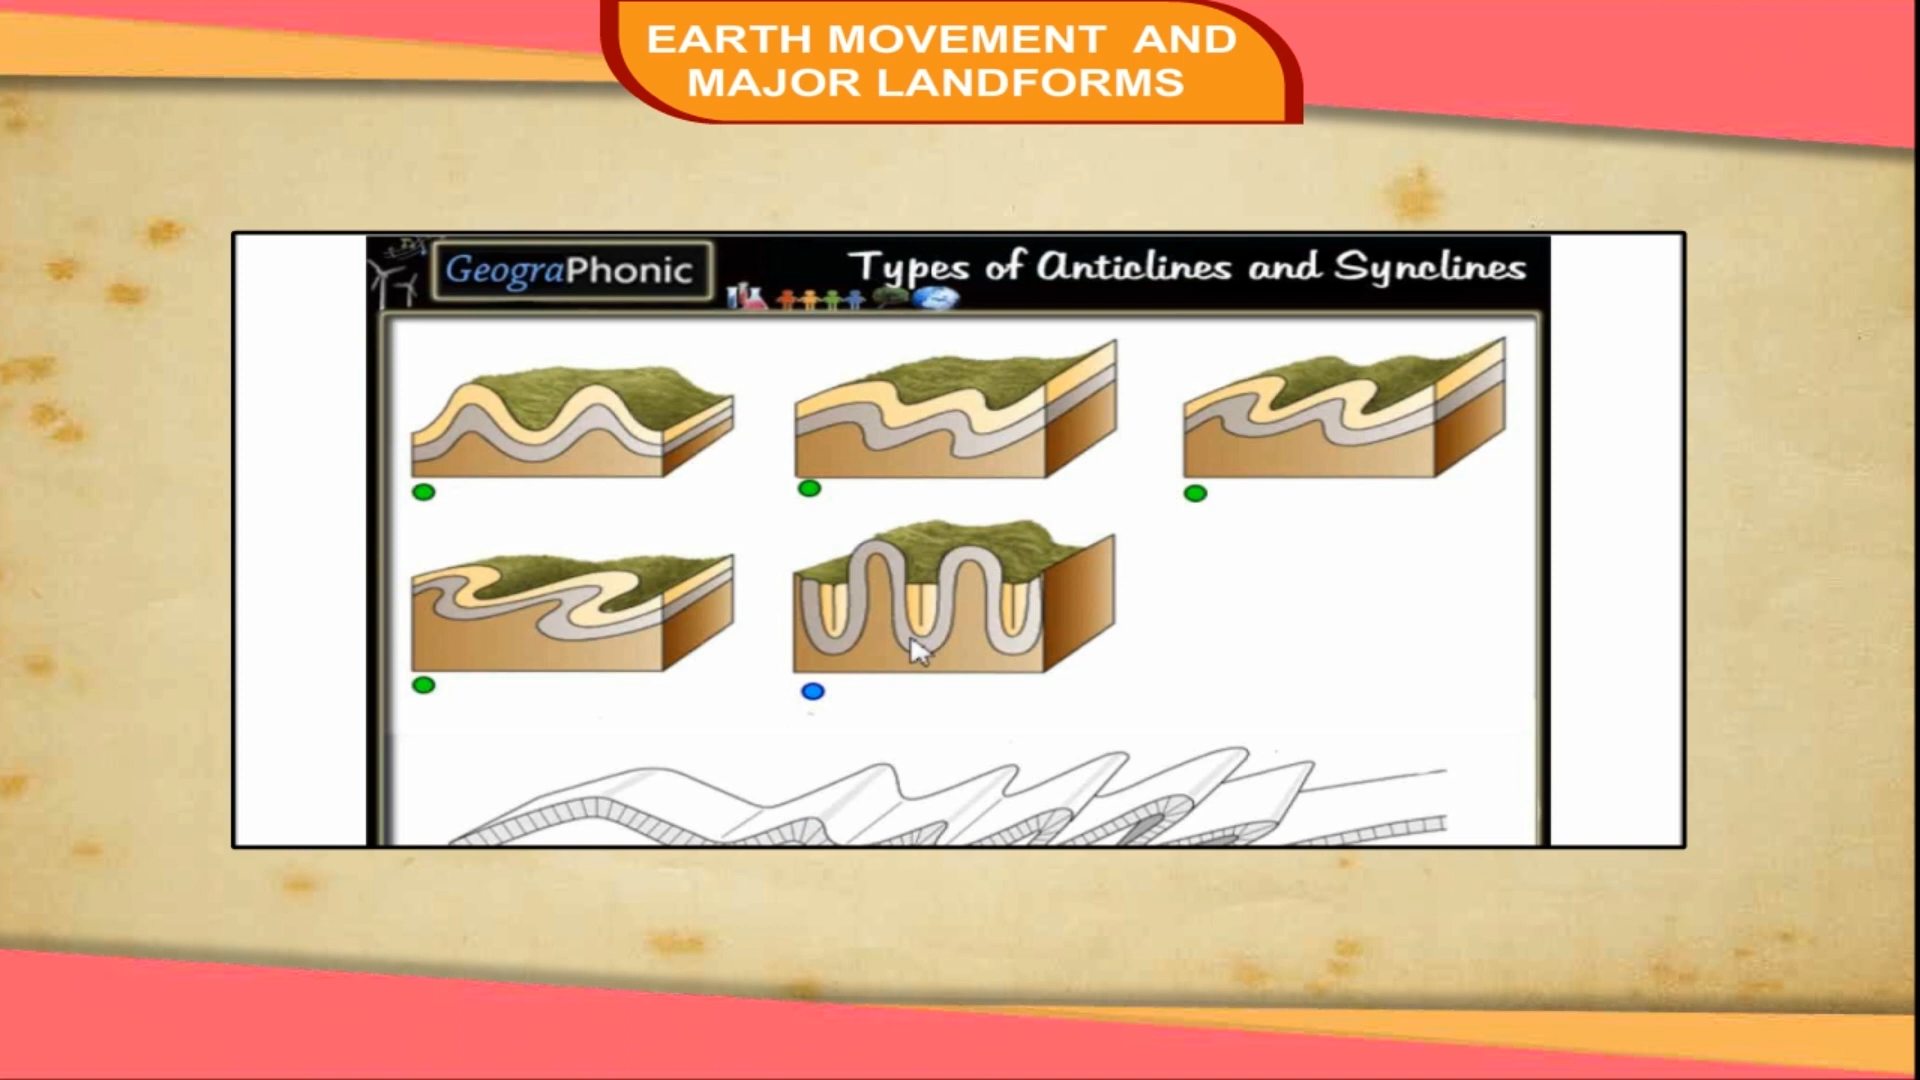 EARTH MOVEMENT AND
MAJOR LANDFORMS
GeograPhonic
Types of Anticlines and Synclines